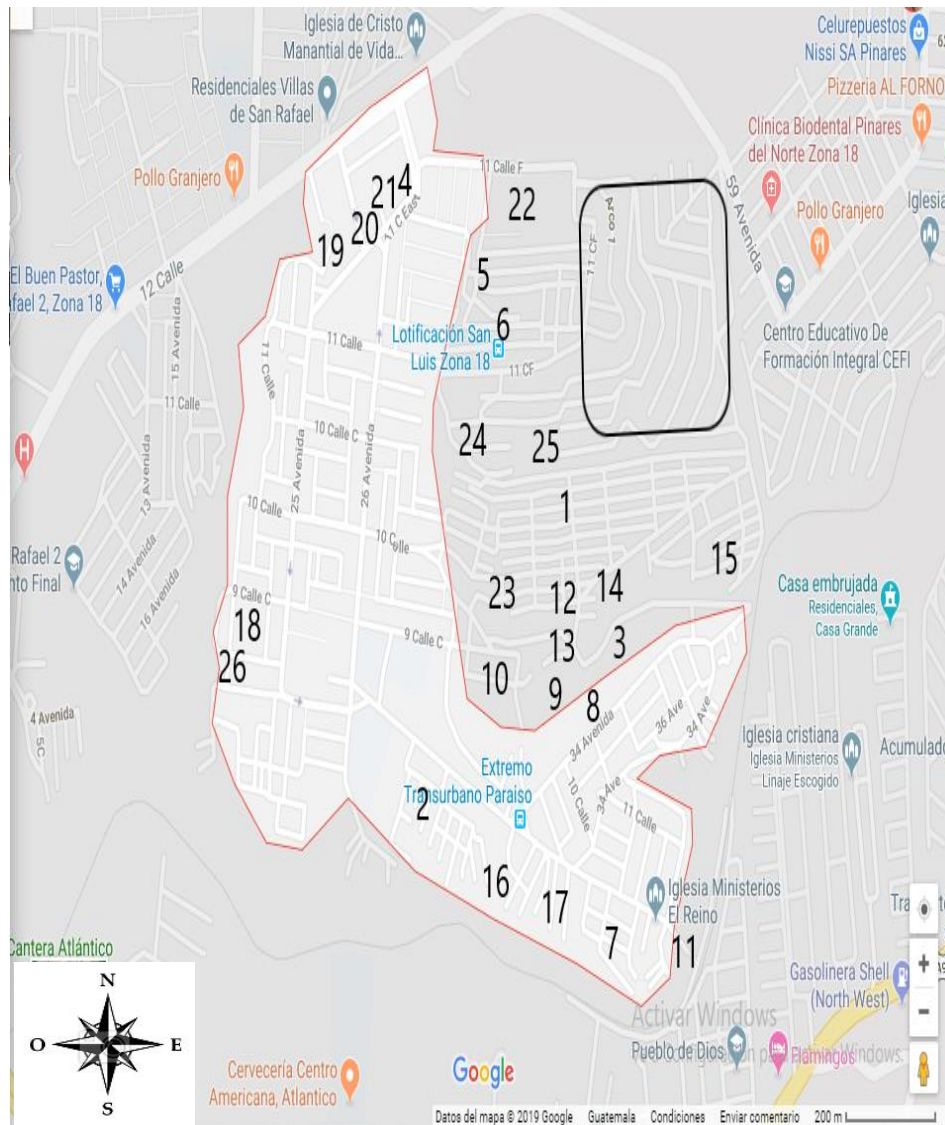 Iglesia de Cristo
Manantial de Vida...
Celurepuestos
Nissi SA Pinares
Residenciales Villas
de San Rafael
Pizzeria AL FORNO
Clínica Biodental Pinares
del Norte Zona 18
Pollo Granjero
11 Calle F
59 Avenida
21
4
22
Arco 1
Pollo Granjero
Iglesia
20
11 C East
19
11 CF
El Buen Pastor,
fael 2, Zona 18
12 Calle
5
15 Avenida
6
Lotificación San
Luis Zona 18
Centro Educativo De
Formación Integral CEFI
11 Calle
11 Calle
11 CF
11 Calle
10 Calle C
24
25
H
25 Avenida
26 Avenida
13 Avenida
10 Calle
1
10 C
lle
Rafael 2
nto Final
14 Avenida
16 Avenida
15
Casa embrujada
Residenciales,
Casa Grande
9 Calle C
23
12
14
18
9 Calle C
13
3
26
10
9
8
4 Avenida
5C
34 Avenida
36 Ave
34 Ave
Iglesia cristiana
Iglesia Ministerios
Linaje Escogido
Acumulado
Extremo
Transurbano Paraiso
2
10 Calle
34 Ave
11 Calle
16
17
Iglesia Ministerios
El Reino
7
11
Cantera Atlántico
Gasolinera Shell
(North West)
N
O
E
S
Activar Windows
Pueblo de Dios
Flamingos
Windows.
Cervecería Centro
Americana, Atlantico
Google
Datos del mapa © 2019 Google Guatemala Condiciones Enviar comentario 200 m